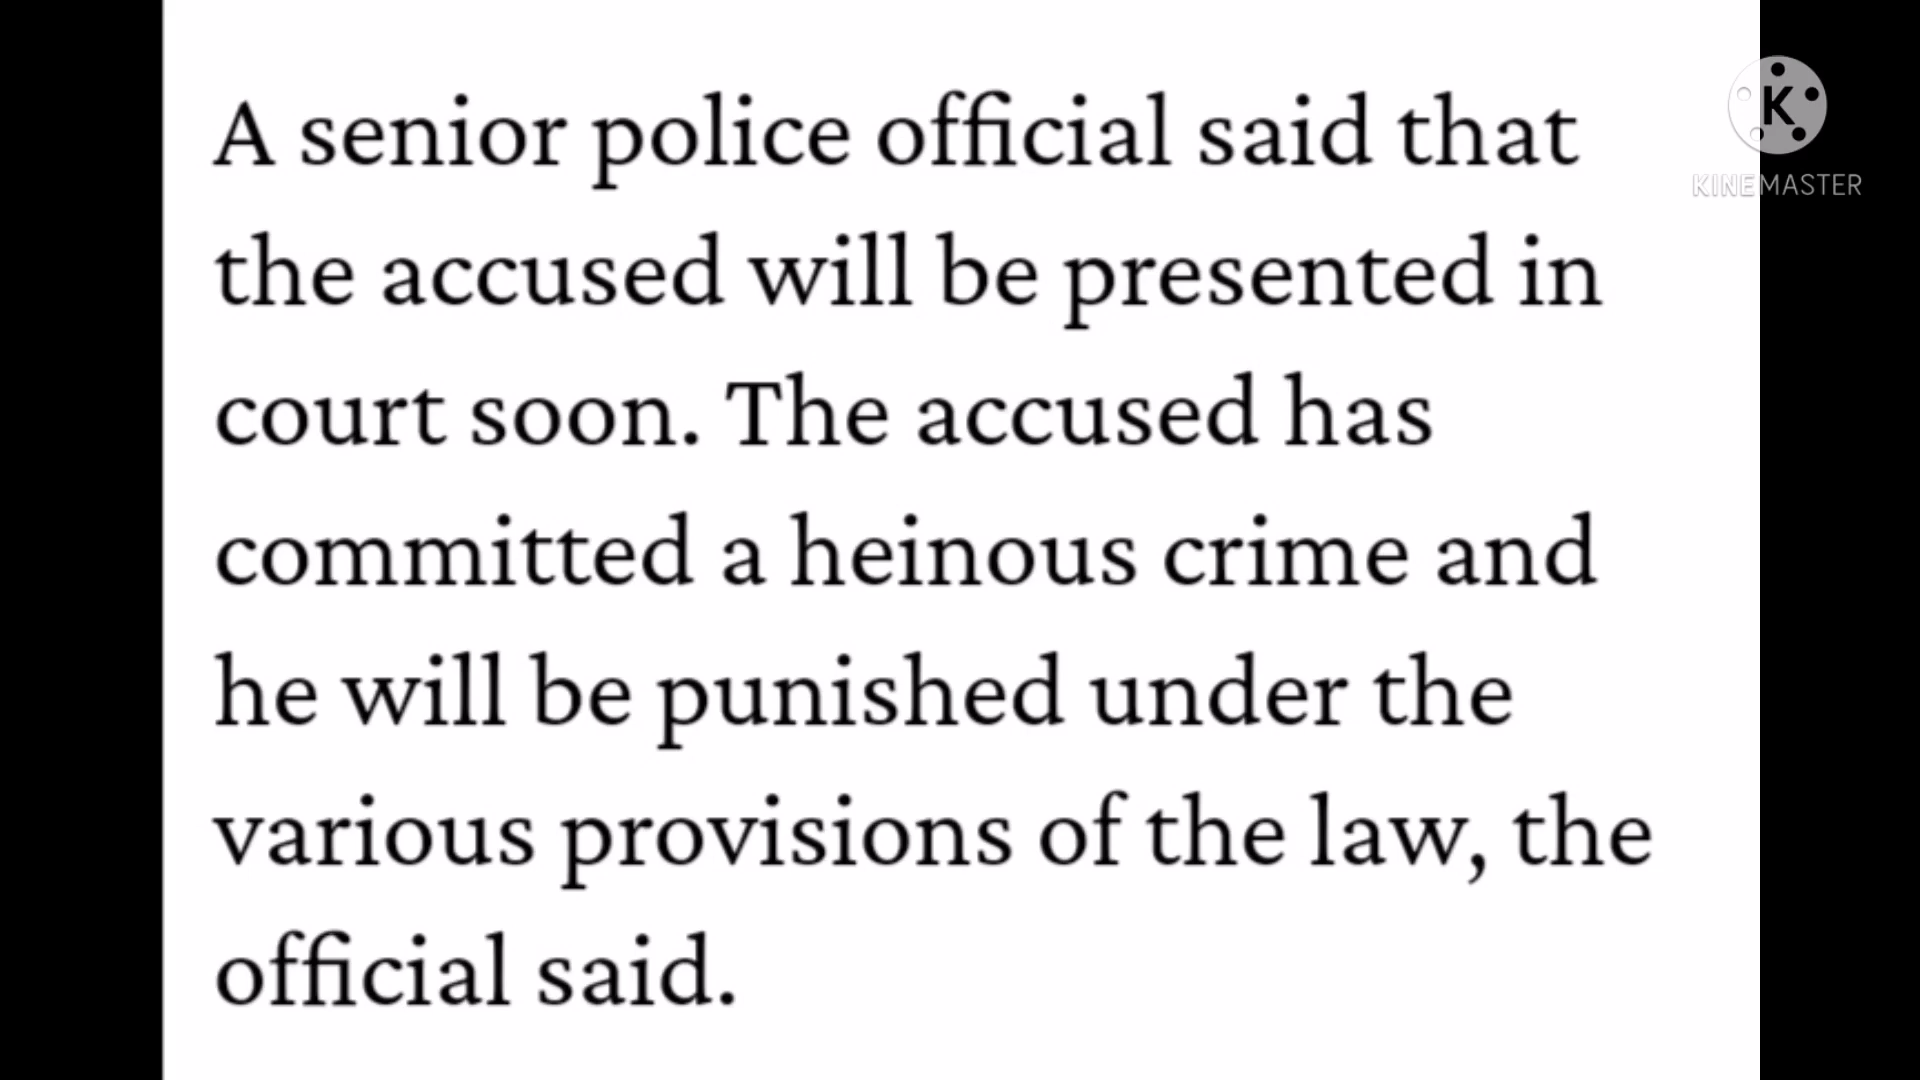 A senior police official said that
the accused will be presented in
court soon. The accused has
committed a heinous crime and
he will be punished under the
various provisions of the law, the
official said.
K
KINEMASTER